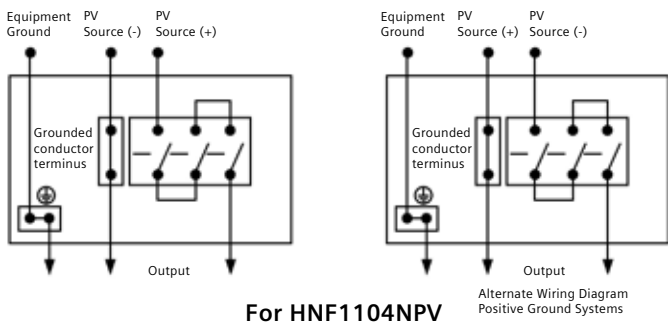 Equipment Ground
PV Source (-)
PV Source (+)
Grounded conductor terminus
Output
Equipment Ground
PV Source (+)
PV Source (-)
Grounded conductor terminus
Output
Alternate Wiring Diagram
Positive Ground Systems
For HNF1104NPV